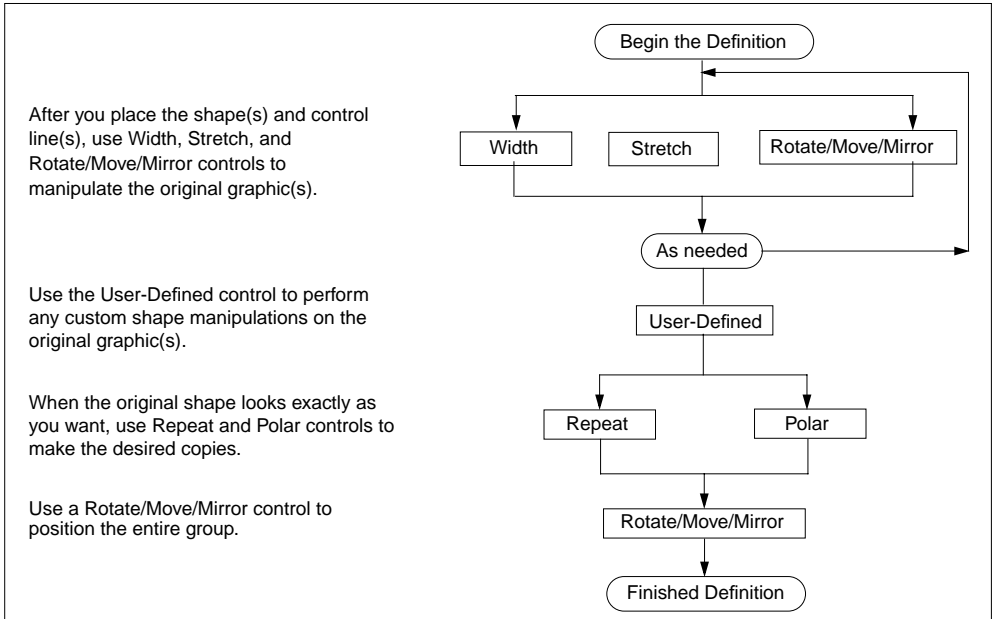 Begin the Definition
After you place the shape(s) and control
line(s), use Width, Stretch, and
Rotate/Move/Mirror controls to
manipulate the original graphic(s).
Width
Stretch
Rotate/Move/Mirror
As needed
Use the User-Defined control to perform
any custom shape manipulations on the
original graphic(s).
User-Defined
When the original shape looks exactly as
you want, use Repeat and Polar controls to
make the desired copies.
Repeat
Polar
Use a Rotate/Move/Mirror control to
position the entire group.
Rotate/Move/Mirror
Finished Definition